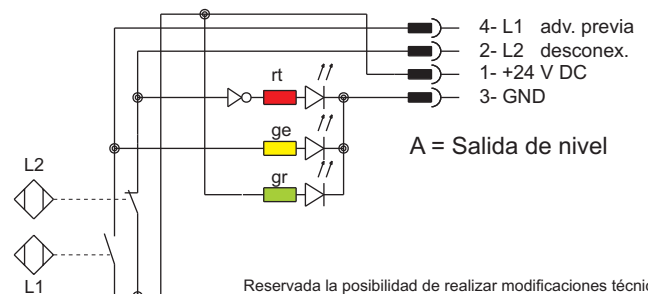 4- L1 adv. previa
2- L2 desconex.
1- +24 V DC
3- GND
rt
ge
gr
A = Salida de nivel
L2
L1
Reservada la posibilidad de realizar modificaciones